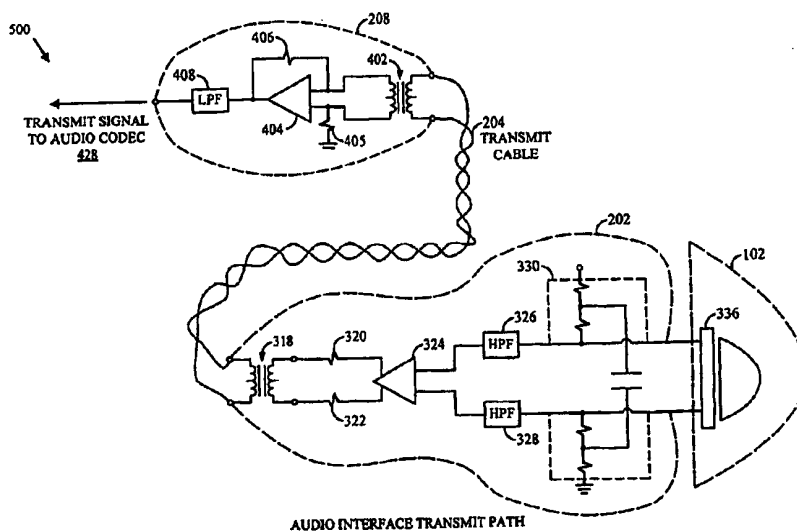 500
208
406
402
408
LPF
404
405
TRANSMIT SIGNAL
TO AUDIO CODEC
428
204
TRANSMIT
CABLE
202
102
330
336
326
318
320
324
HPF
322
HPF
328
AUDIO INTERFACE TRANSMIT PATH